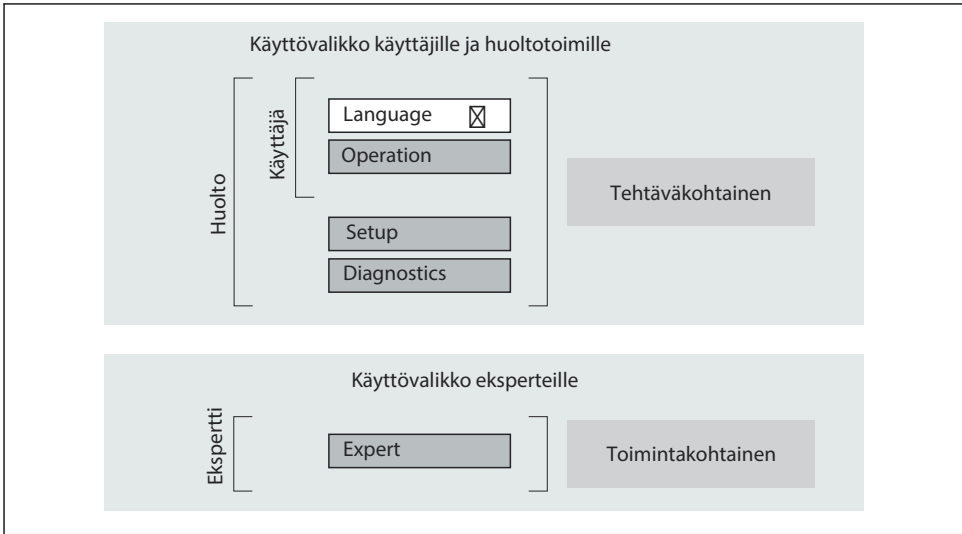 Käyttövalikko käyttäjille ja huoltotoimille
Huolto
Käyttäjä
Language
Operation
Setup
Diagnostics
Tehtäväkohtainen
Käyttövalikko eksperteille
Ekspertti
Expert
Toimintakohtainen